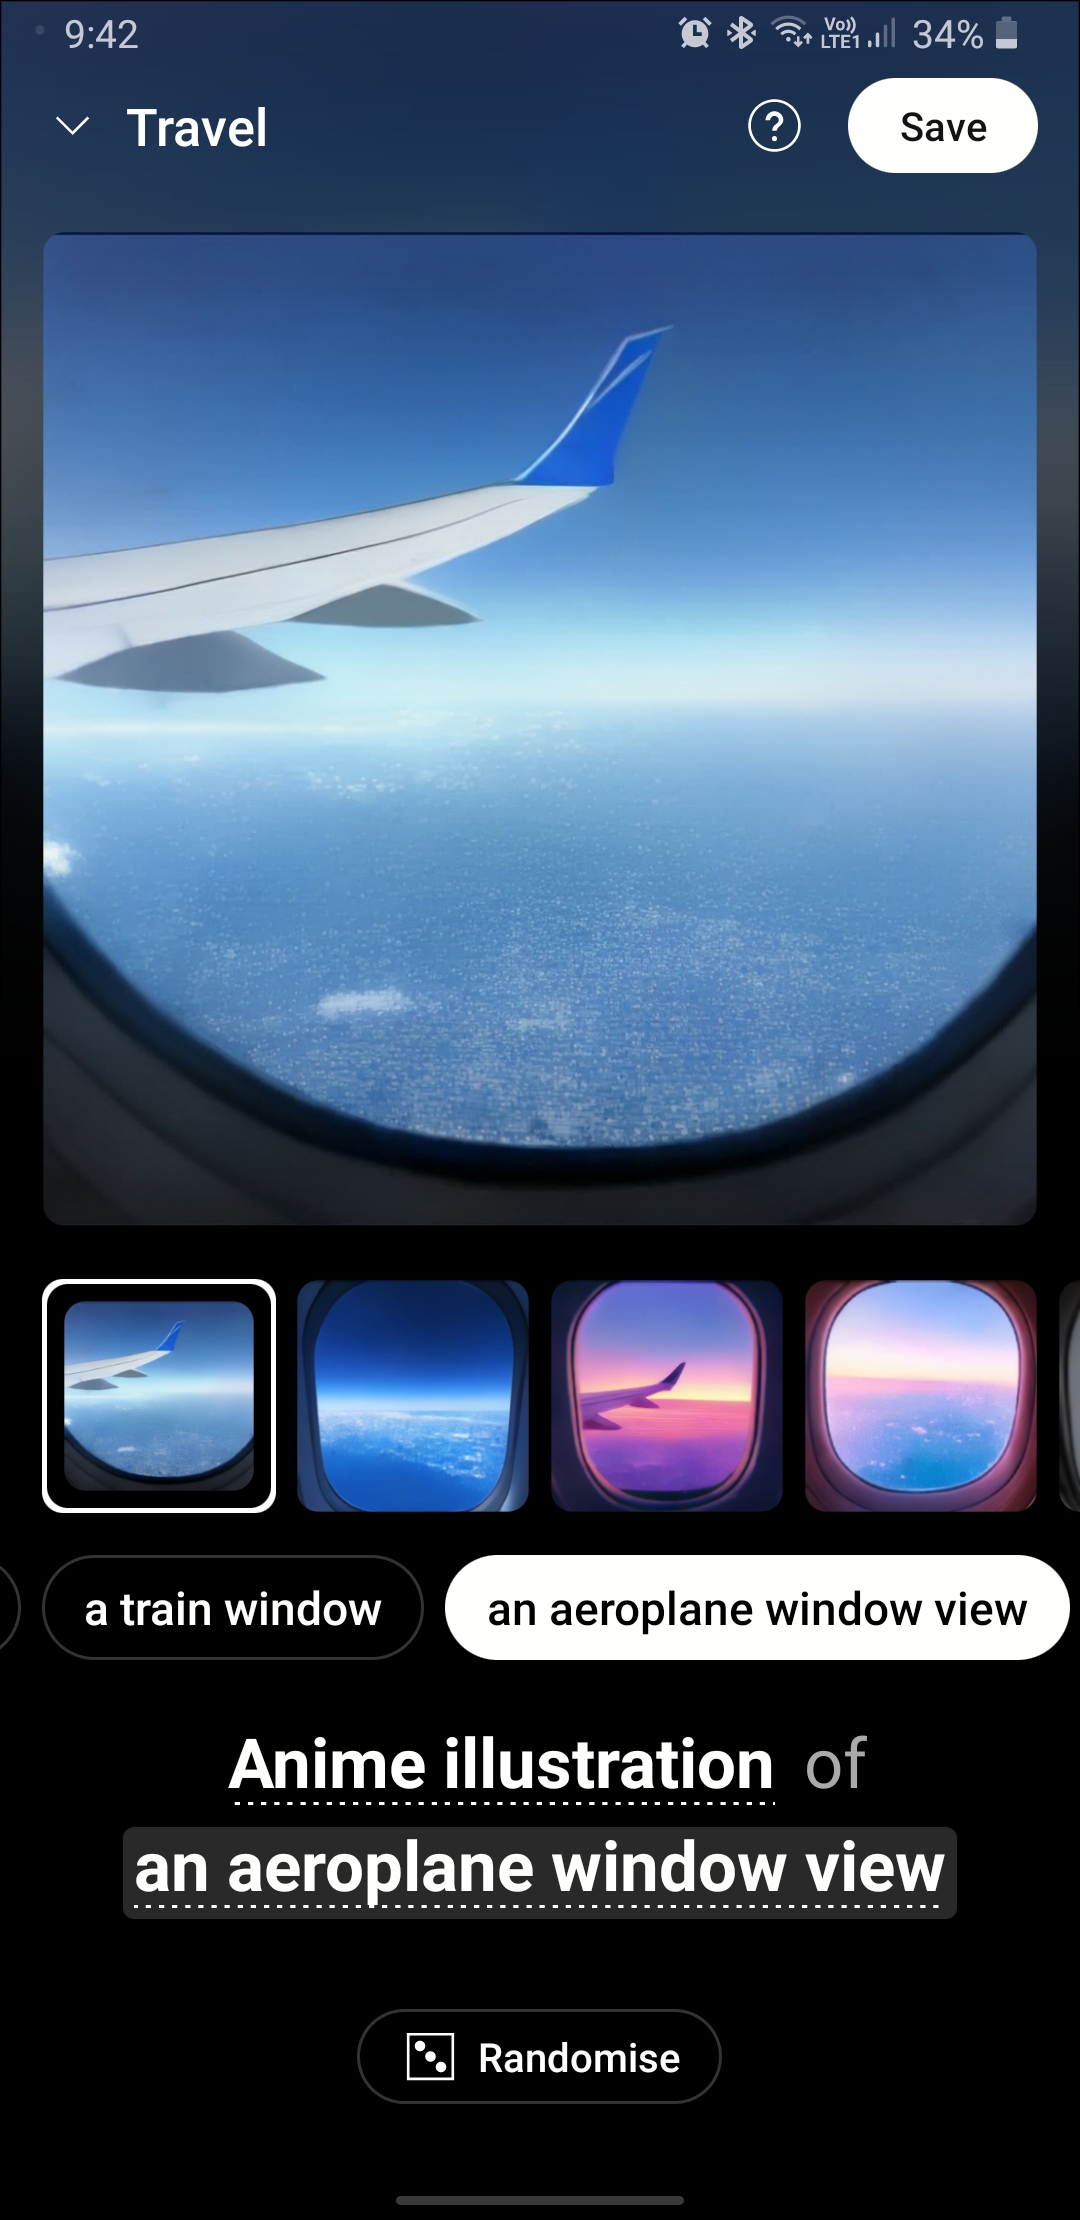 9:42 Vo)) LTE1 34%
Travel ? Save
a train window an aeroplane window view
Anime illustration of
an aeroplane window view
Randomise